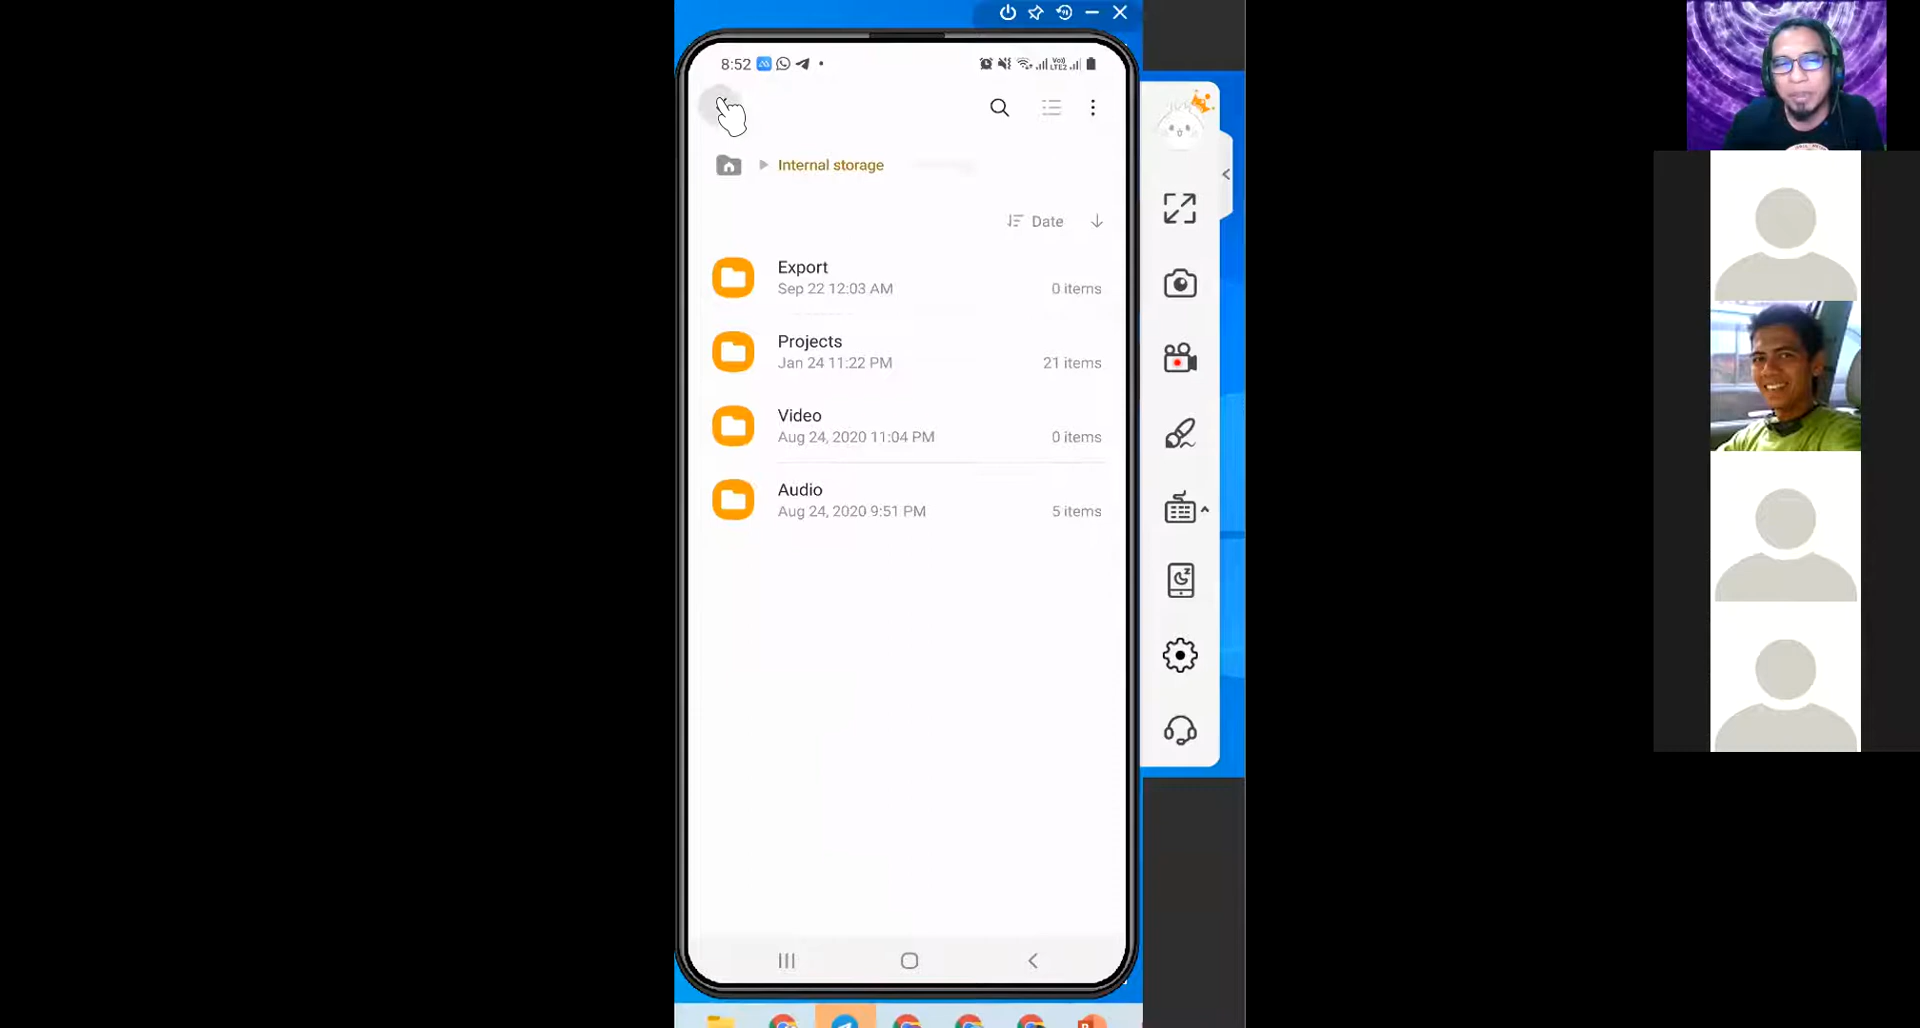 8:52
Internal storage
Date
Export
Sep 22 12:03 AM
0 items
Projects
Jan 24 11:22 PM
21 items
Video
Aug 24, 2020 11:04 PM
0 items
Audio
Aug 24, 2020 9:51 PM
5 items